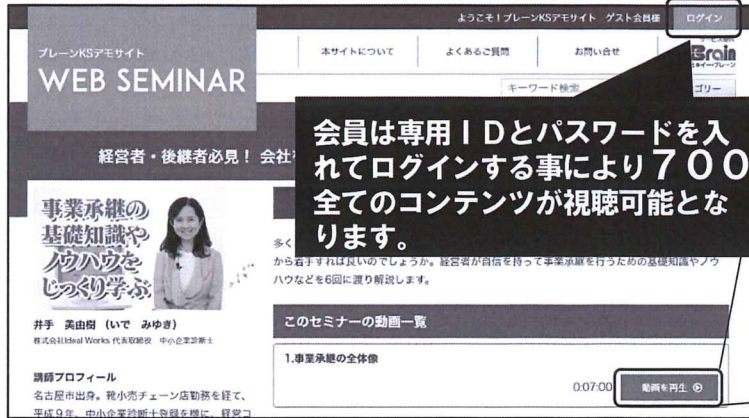 ようこそ！ブレーンKSデモサイト ゲスト会員様
ログイン
ブレーンKSデモサイト
WEB SEMINAR
本サイトについて
よくあるご質問
お問い合せ
Brain
キーワード検索
ゴリー
経営者・後継者必見！ 会社
会員は専用ＩＤとパスワードを入
れてログインする事により７００
全てのコンテンツが視聴可能とな
ります。
事業承継の
基礎知識や
ノウハウを
じっくり学ぶ
多く
から着手すれば良いのでしょうか。経営者が自信を持って事業承継を行うための基礎知識やノウ
ハウなどを6回に渡り解説します。
井手 美由樹（いで みゆき）
株式会社Ideal Works 代表取締役 中小企業診断士
このセミナーの動画一覧
1.事業承継の全体像
0:07:00
動画を再生
講師プロフィール
名古屋市出身。靴小売チェーン店勤務を経て、
平成９年、中小企業診断士登録を機に、経営コ